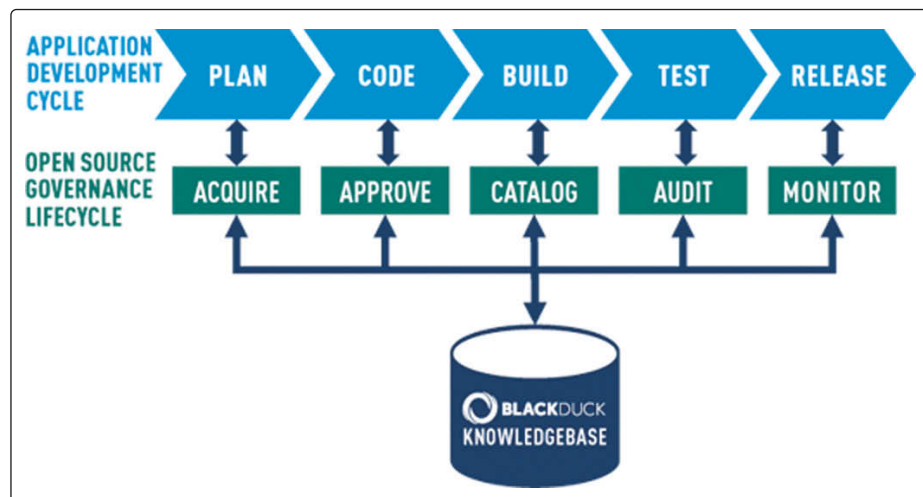 APPLICATION
DEVELOPMENT
CYCLE
PLAN
CODE
BUILD
TEST
RELEASE
OPEN SOURCE
GOVERNANCE
LIFECYCLE
ACQUIRE
APPROVE
CATALOG
AUDIT
MONITOR
BLACKDUCK
KNOWLEDGEBASE